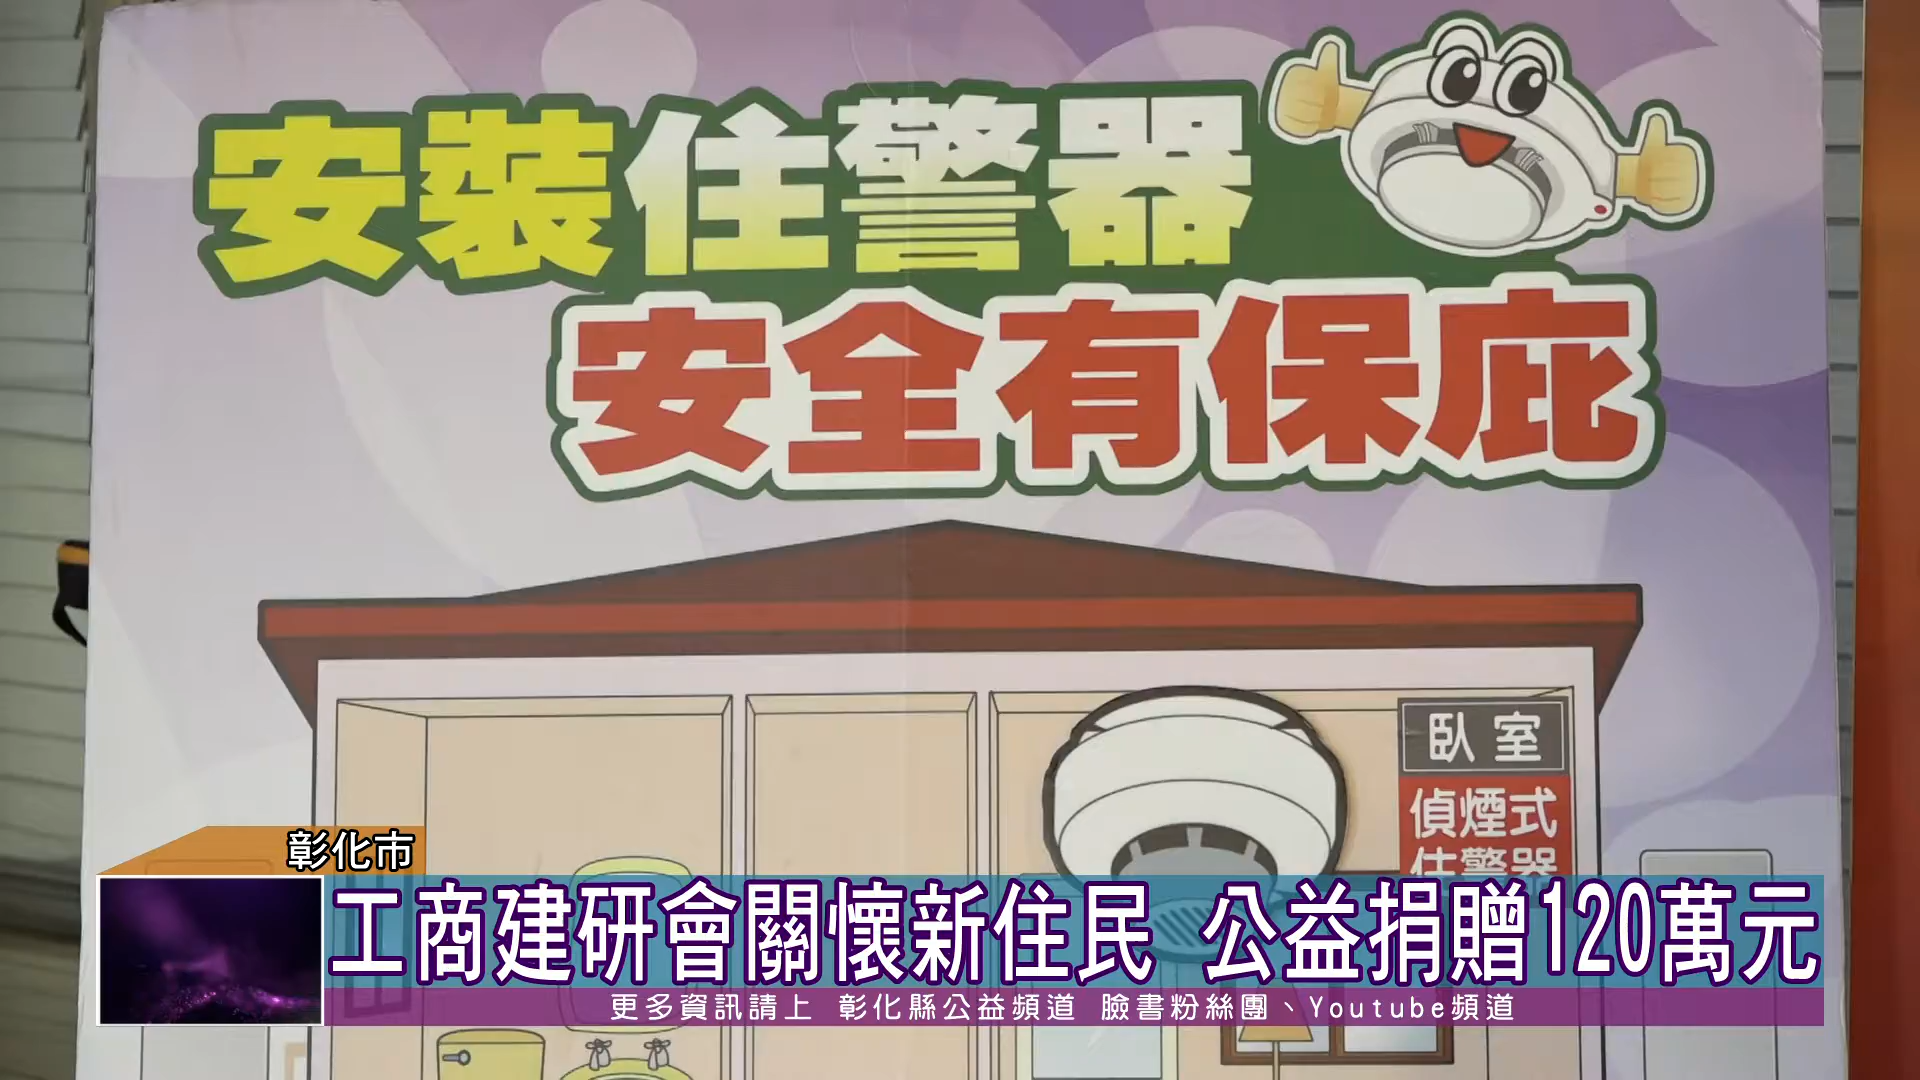 安裝住警器
安全有保庇
臥室
偵煙式
住警器
彰化市
工商建研會關懷新住民 公益捐贈120萬元
更多資訊請上 彰化縣公益頻道 臉書粉絲團、Youtube頻道